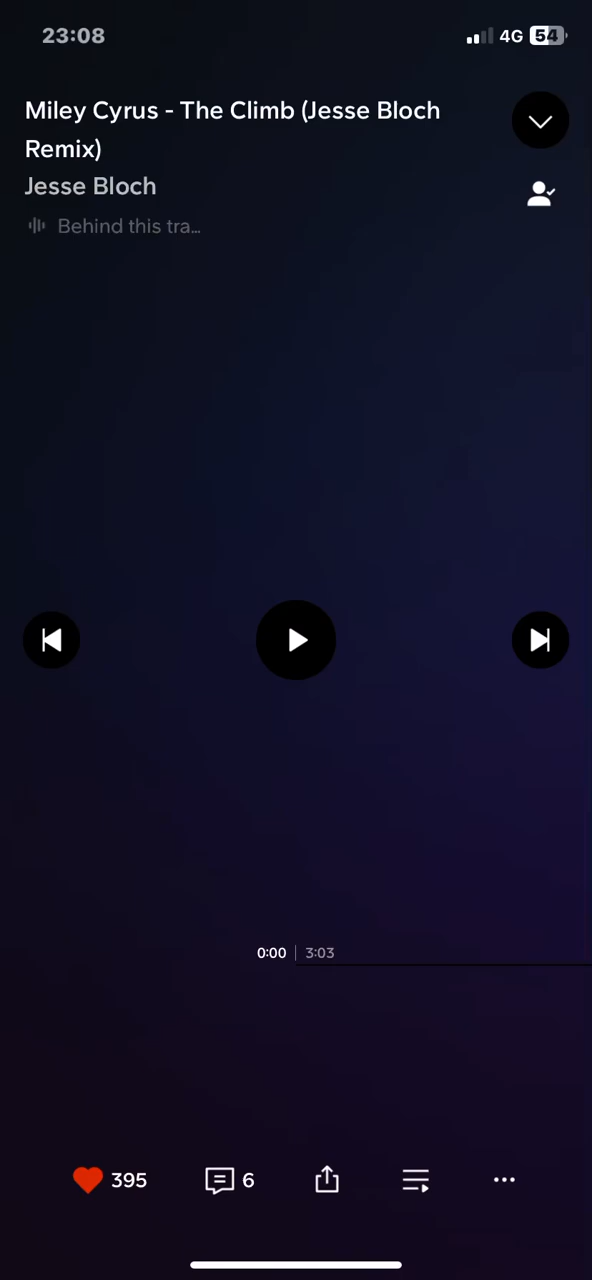 23:08
4G 54
Miley Cyrus - The Climb (Jesse Bloch
Remix)
Jesse Bloch
Behind this tra...
0:00 | 3:03
395
6